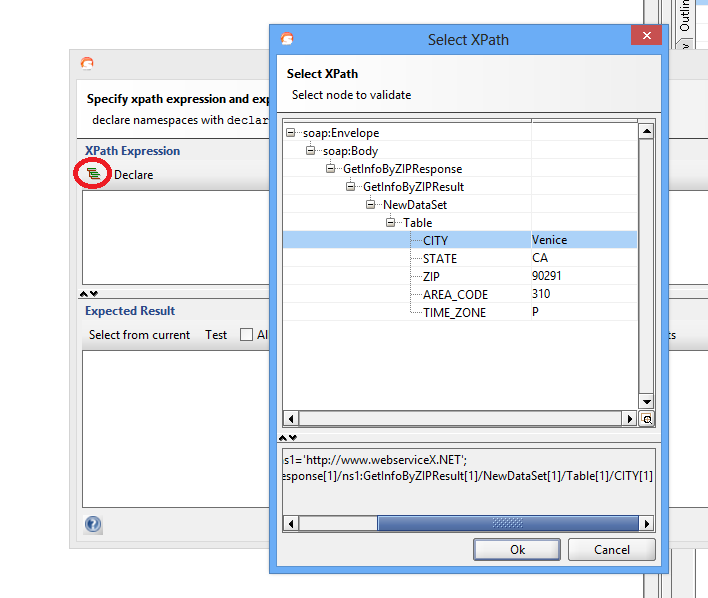 Outlin
Select XPath
Specify xpath expression and exp
declare namespaces with declar
XPath Expression
Declare
Expected Result
Select from current Test Al
ts
Select XPath
Select node to validate
soap:Envelope
soap:Body
GetInfoByZIPResponse
GetInfoByZIPResult
NewDataSet
Table
CITY Venice
STATE CA
ZIP 90291
AREA_CODE 310
TIME_ZONE P
ns1='http://www.webserviceX.NET';
esponse[1]/ns1:GetInfoByZIPResult[1]/NewDataSet[1]/Table[1]/CITY[1]
Ok Cancel